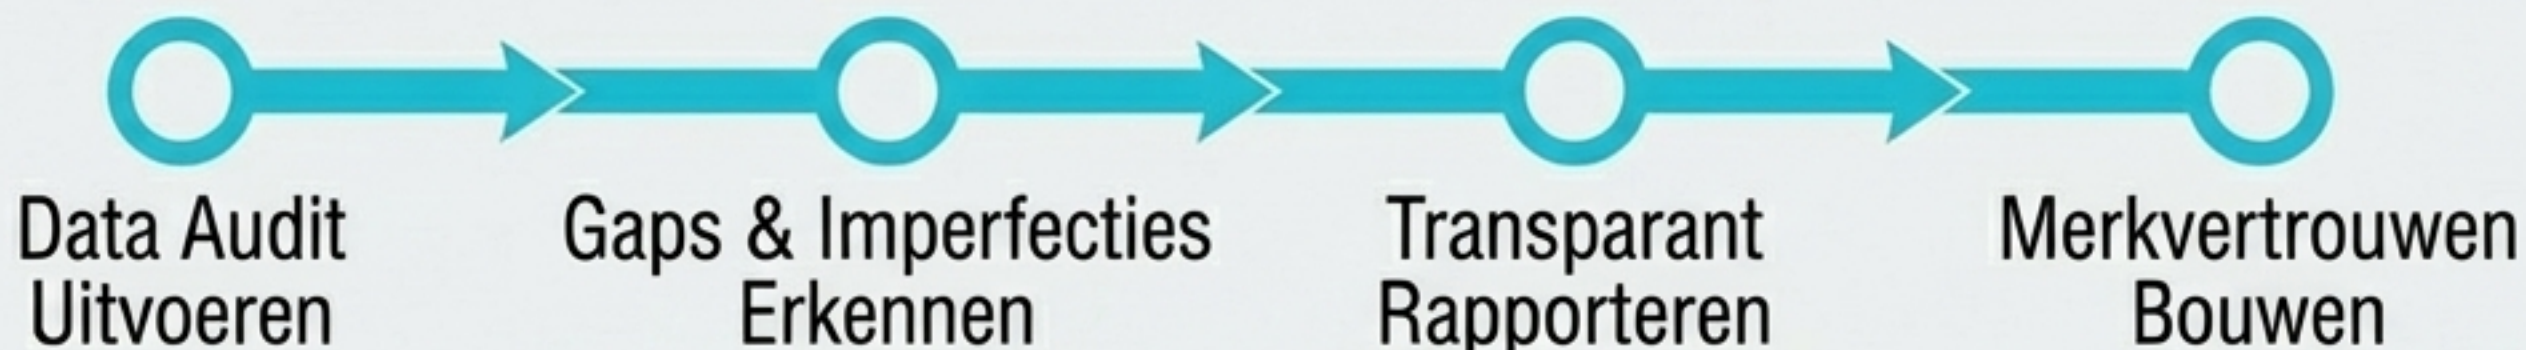 Data Audit
Uitvoeren
Gaps & Imperfecties
Erkennen
Transparant
Rapporteren
Merkvertrouwen
Bouwen